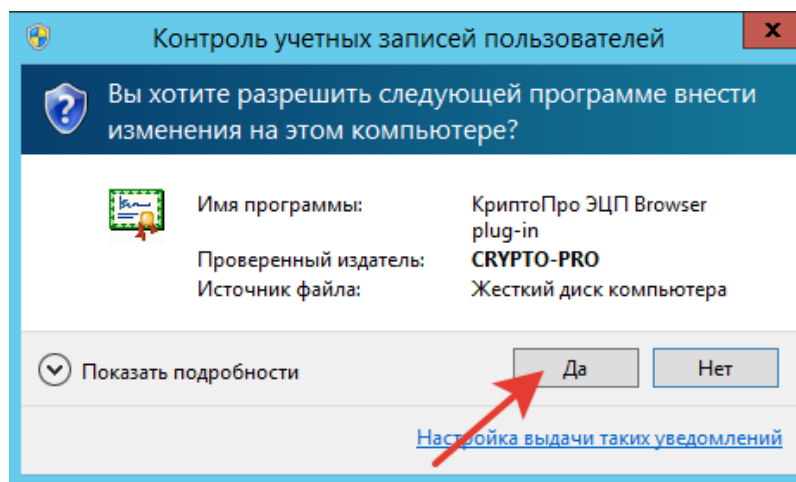 Контроль учетных записей пользователей
x
Вы хотите разрешить следующей программе внести
изменения на этом компьютере?
Имя программы: КриптоПро ЭЦП Browser
plug-in
Проверенный издатель: CRYPTO-PRO
Источник файла: Жесткий диск компьютера
Показать подробности Да Нет
Настройка выдачи таких уведомлений